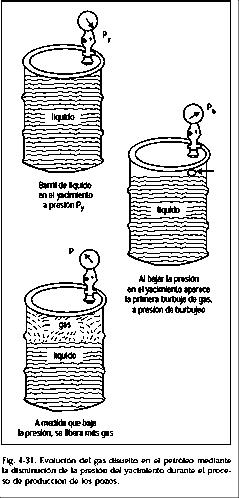 Py
líquido
Barril de líquido
en el yacimiento
a presión Py
Pb
líquido
Al bajar la presión
en el yacimiento aparece
la primera burbuja de gas,
a presión de burbujeo
P
gas
líquido
A medida que baja
la presión, se libera más gas
Fig. 4-31. Evolución del gas disuelto en el petróleo mediante
la disminución de la presión del yacimiento durante el proce-
so de producción de los pozos.